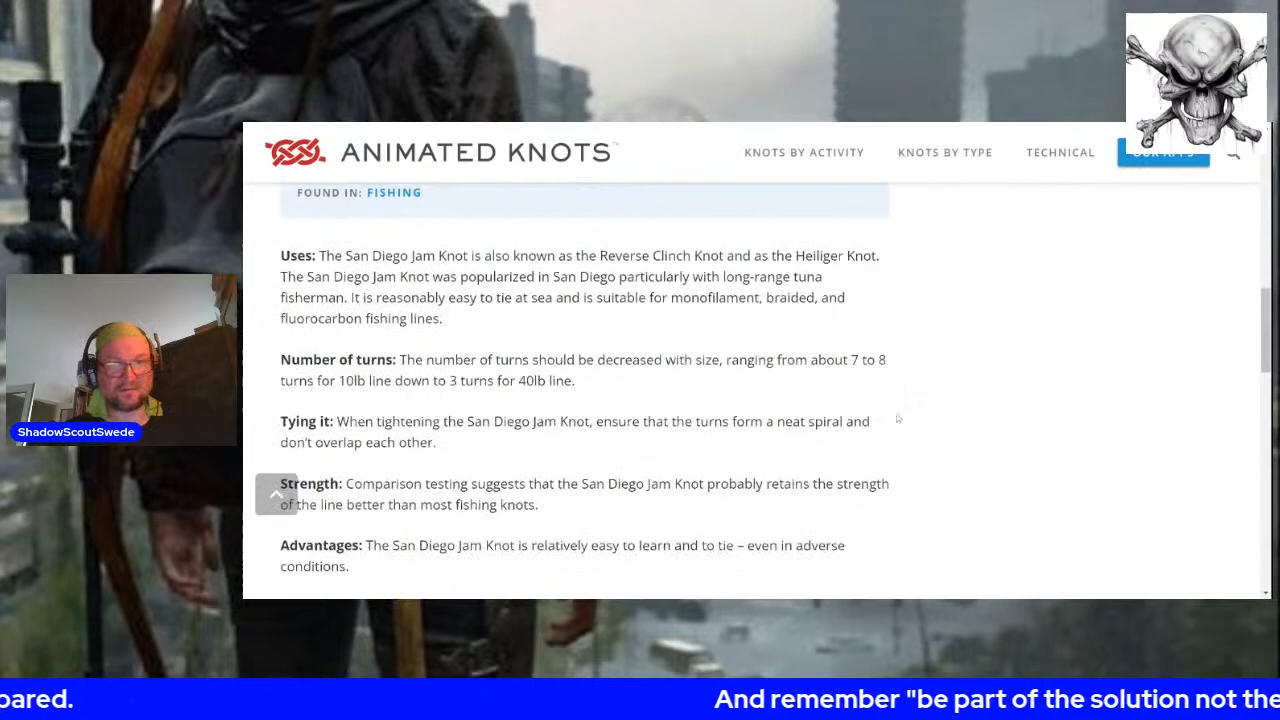 ANIMATED KNOTS
KNOTS BY ACTIVITY
KNOTS BY TYPE
TECHNICAL
FOUND IN: FISHING
Uses: The San Diego Jam Knot is also known as the Reverse Clinch Knot and as the Heiliger Knot.
The San Diego Jam Knot was popularized in San Diego particularly with long-range tuna
fisherman. It is reasonably easy to tie at sea and is suitable for monofilament, braided, and
fluorocarbon fishing lines.
Number of turns: The number of turns should be decreased with size, ranging from about 7 to 8
turns for 10lb line down to 3 turns for 40lb line.
Tying it: When tightening the San Diego Jam Knot, ensure that the turns form a neat spiral and
don't overlap each other.
Strength: Comparison testing suggests that the San Diego Jam Knot probably retains the strength
of the line better than most fishing knots.
Advantages: The San Diego Jam Knot is relatively easy to learn and to tie – even in adverse
conditions.
ShadowScoutSwede
pared. And remember "be part of the solution not the